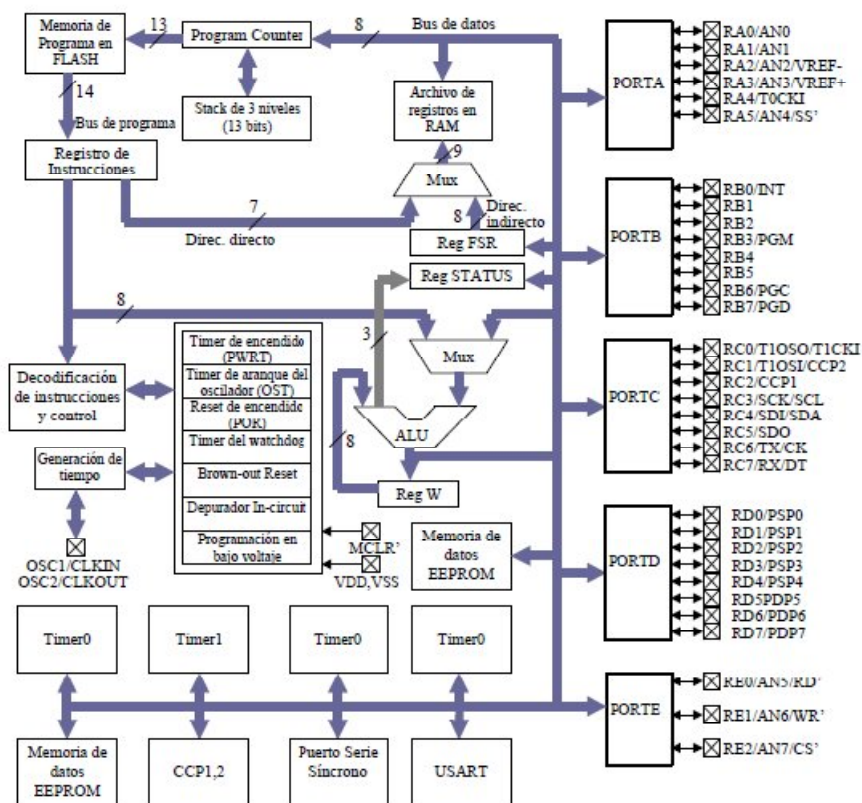 Memoria de
Programa en
FLASH
13
Program Counter
8
Bus de datos
14
Bus de programa
Stack de 3 niveles
(13 bits)
Archivo de
registros en
RAM
9
Registro de
Instrucciones
Mux
7
Direc. directo
8
Direc.
indirecto
Reg FSR
Reg STATUS
8
3
Mux
Decodificación
de instrucciones
y control
Timer de encendido
(PWRT)
Timer de aranque del
oscilador (OST)
Reset de encendido
(POR)
Timer del watchdog
Brown-out Reset
Depurador In-circuit
Programación en
bajo voltaje
ALU
8
Reg W
Generación de
tiempo
OSC1/CLKIN
OSC2/CLKOUT
MCLR'
VDD,VSS
Memoria de
datos
EEPROM
Timer0
Timer1
Timer0
Timer0
Memoria de
datos
EEPROM
CCP1,2
Puerto Serie
Síncrono
USART
PORTA
RA0/AN0
RA1/AN1
RA2/AN2/VREF-
RA3/AN3/VREF+
RA4/T0CKI
RA5/AN4/SS'
PORTB
RB0/INT
RB1
RB2
RB3/PGM
RB4
RB5
RB6/PGC
RB7/PGD
PORTC
RC0/T1OSO/T1CKI
RC1/T1OSI/CCP2
RC2/CCP1
RC3/SCK/SCL
RC4/SDI/SDA
RC5/SDO
RC6/TX/CK
RC7/RX/DT
PORTD
RD0/PSP0
RD1/PSP1
RD2/PSP2
RD3/PSP3
RD4/PSP4
RD5PDP5
RD6/PDP6
RD7/PDP7
PORTE
RE0/AN5/RD'
RE1/AN6/WR'
RE2/AN7/CS'